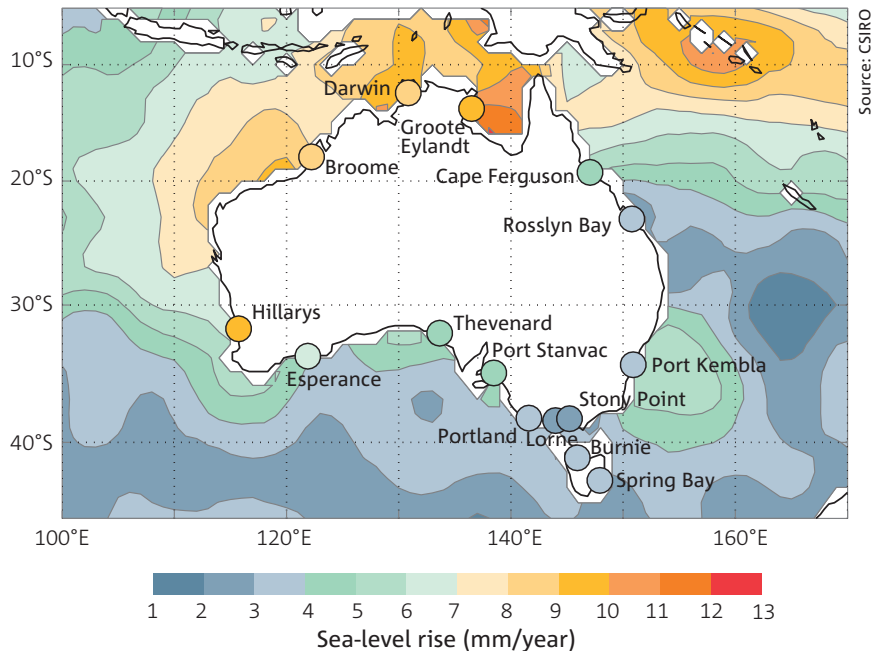 10°S
20°S
30°S
40°S
Darwin
Groote
Eylandt
Broome
Cape Ferguson
Rosslyn Bay
Hillarys
Thevenard
Port Stanvac
Esperance
Port Kembla
Stony Point
Portland
Lorne
Burnie
Spring Bay
100°E 120°E 140°E 160°E
1 2 3 4 5 6 7 8 9 10 11 12 13
Sea-level rise (mm/year)
Source: CSIRO